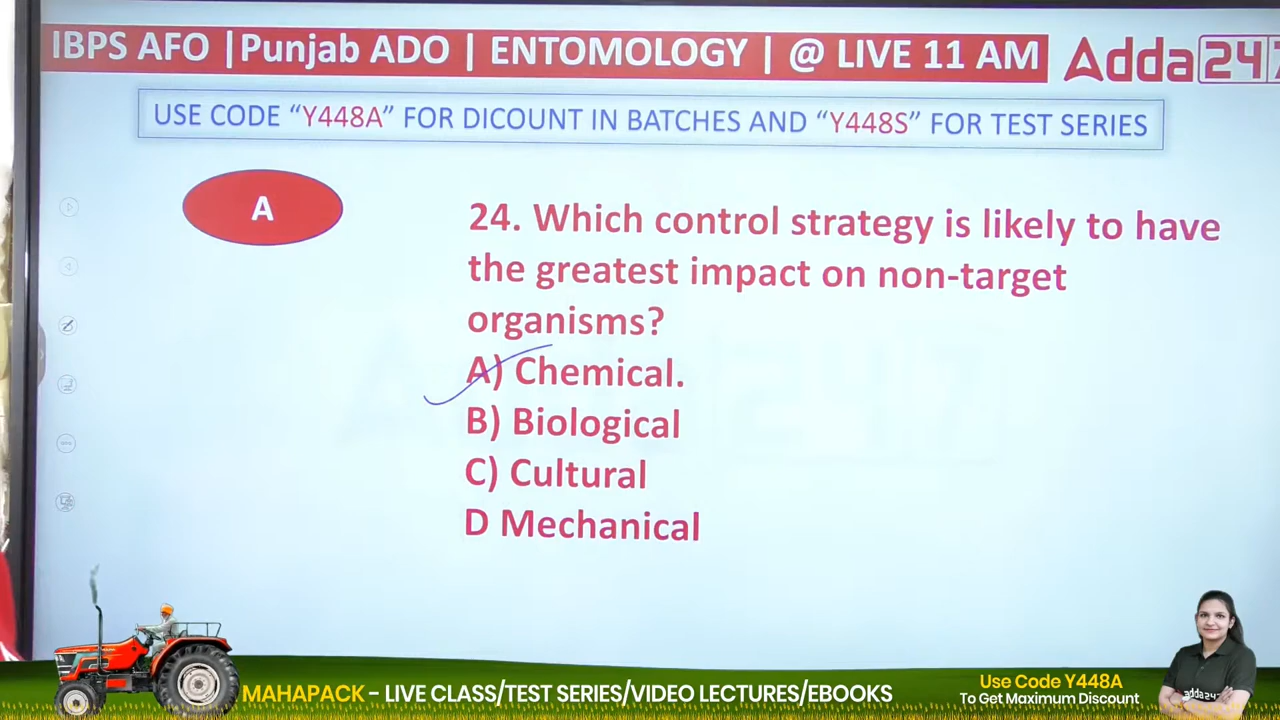 IBPS AFO |Punjab ADO | ENTOMOLOGY | @ LIVE 11 AM
Adda 247
USE CODE “Y448A” FOR DICOUNT IN BATCHES AND “Y448S” FOR TEST SERIES
A
24. Which control strategy is likely to have
the greatest impact on non-target
organisms?
A) Chemical.
B) Biological
C) Cultural
D Mechanical
MAHAPACK - LIVE CLASS/TEST SERIES/VIDEO LECTURES/EBOOKS
Use Code Y448A
To Get Maximum Discount
adda247